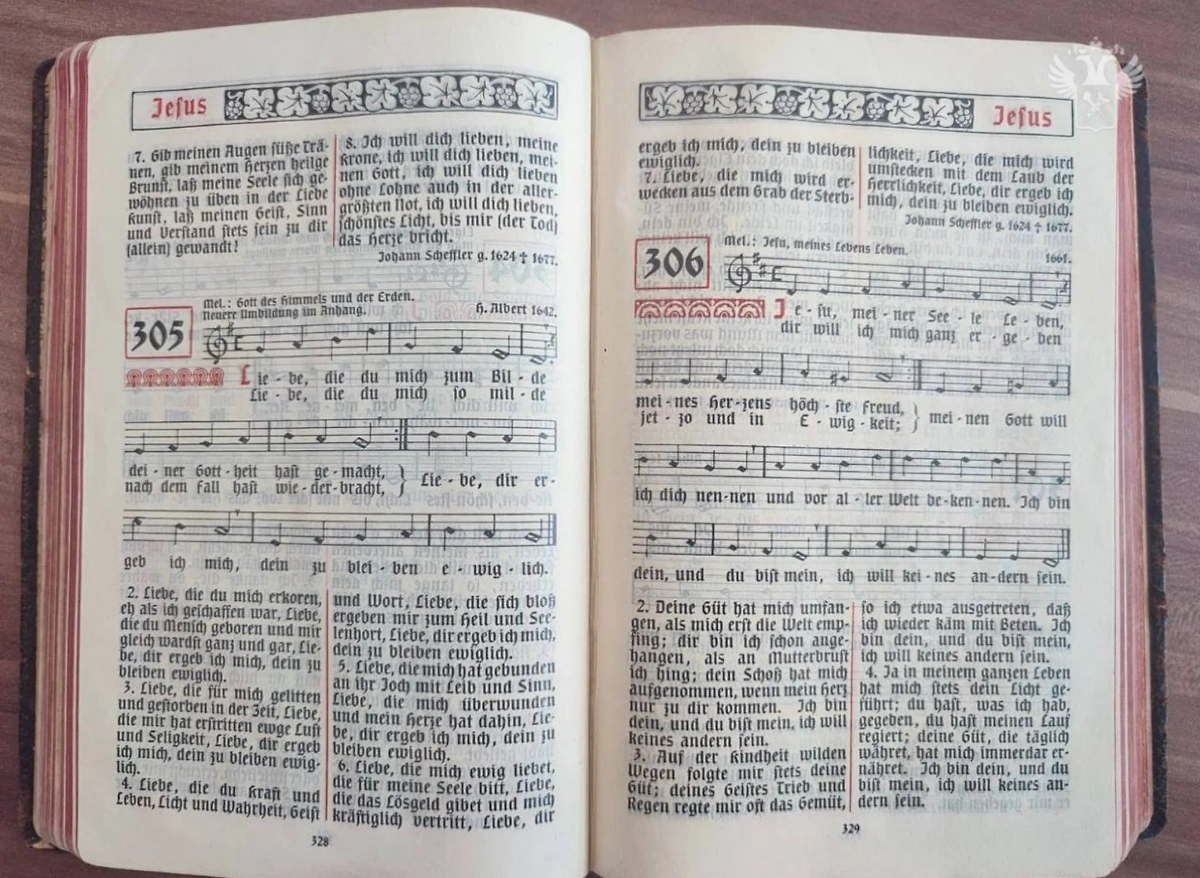 Jesus
7. Gib meinen Augen süße Trä-
nen, gib meinem Herzen heilge
Brunst, laß meine Seele sich ge-
wöhnen zu üben in der Liebe
Kunst, laß meinen Geist, Sinn
und Verstand stets sein zu dir
(allein) gewandt!
8. Ich will dich lieben, meine
Krone, ich will dich lieben, mei-
nen Gott, ich will dich lieben
ohne Lohne auch in der aller-
größten Not, ich will dich lieben,
schönstes Licht, bis mir (der Tod)
das Herze bricht.
Johann Scheffler g. 1624 † 1677.
305
Mel.: Gott des Himmels und der Erden.
Neuere Umbildung im Anhang.
H. Albert 1642.
Lie - be, die du mich zum Bil - de
Lie - be, die du mich so mil - de
dei - ner Gott - heit hast ge - macht,
nach dem Fall hast wie - der - bracht,
} Lie - be, dir er-
geb ich mich, dein zu blei - ben e - wig - lich.
2. Liebe, die du mich erkoren,
eh als ich geschaffen war, Liebe,
die du Mensch geboren und mir
gleich wardst ganz und gar, Lie-
be, dir ergeb ich mich, dein zu
bleiben ewiglich.
3. Liebe, die für mich gelitten
und gestorben in der Zeit, Liebe,
die mir hat erstritten ewge Lust
und Seligkeit, Liebe, dir ergeb
ich mich, dein zu bleiben ewig-
lich.
4. Liebe, die du Kraft und
Leben, Licht und Wahrheit, Geist
und Wort, Liebe, die sich bloß
ergeben mir zum Heil und See-
lenhort, Liebe, dir ergeb ich mich,
dein zu bleiben ewiglich.
5. Liebe, die mich hat gebunden
an ihr Joch mit Leib und Sinn,
Liebe, die mich überwunden
und mein Herze hat dahin, Lie-
be, dir ergeb ich mich, dein zu
bleiben ewiglich.
6. Liebe, die mich ewig liebet,
die für meine Seele bitt, Liebe,
die das Lösgeld gibet und mich
kräftiglich vertritt, Liebe, dir
328
Jesus
ergeb ich mich, dein zu bleiben
ewiglich.
7. Liebe, die mich wird er-
wecken aus dem Grab der Sterb-
lichkeit, Liebe, die mich wird
umstecken mit dem Laub der
Herrlichkeit, Liebe, dir ergeb ich
mich, dein zu bleiben ewiglich.
Johann Scheffler g. 1624 † 1677.
306
Mel.: Jesu, meines Lebens Leben.
1661.
Je - su, mei - ner See - le Le - ben,
dir will ich mich ganz er - ge - ben
mei - nes Her - zens höch - ste Freud,
jet - zo und in E - wig - keit;
} mei - nen Gott will
ich dich nen - nen und vor al - ler Welt be - ken - nen. Ich bin
dein, und du bist mein, ich will kei - nes an - dern sein.
2. Deine Güt hat mich umfan-
gen, als mich erst die Welt emp-
fing; dir bin ich schon ange-
hangen, als an Mutterbrust
ich hing; dein Schoß hat mich
aufgenommen, wenn mein Herz
nur zu dir kommen. Ich bin
dein, und du bist mein, ich will
keines andern sein.
3. Auf der Kindheit wilden
Wegen folgte mir stets deine
Güt; deines Geistes Trieb und
Regen regte mir oft das Gemüt,
so ich etwa ausgetreten, daß
ich wieder käm mit Beten. Ich
bin dein, und du bist mein,
ich will keines andern sein.
4. Ja in meinem ganzen Leben
hat mich stets dein Licht ge-
führt; du hast, was ich hab,
gegeben, du hast meinen Lauf
regiert; deine Güt, die täglich
währet, hat mich immerdar er-
nähret. Ich bin dein, und du
bist mein, ich will keines an-
dern sein.
329